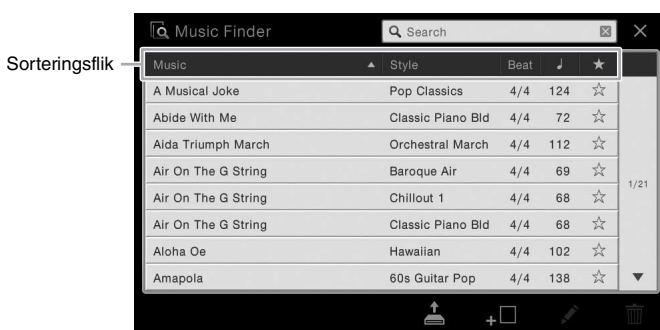 Music Finder
Search
Sorteringsflik
Music Style Beat ♩ ★
A Musical Joke Pop Classics 4/4 124 ☆
Abide With Me Classic Piano Bld 4/4 72 ☆
Aida Triumph March Orchestral March 4/4 112 ☆
Air On The G String Baroque Air 4/4 69 ☆
Air On The G String Chillout 1 4/4 68 ☆
Air On The G String Classic Piano Bld 4/4 68 ☆
Aloha Oe Hawaiian 4/4 102 ☆
Amapola 60s Guitar Pop 4/4 138 ☆
1/21